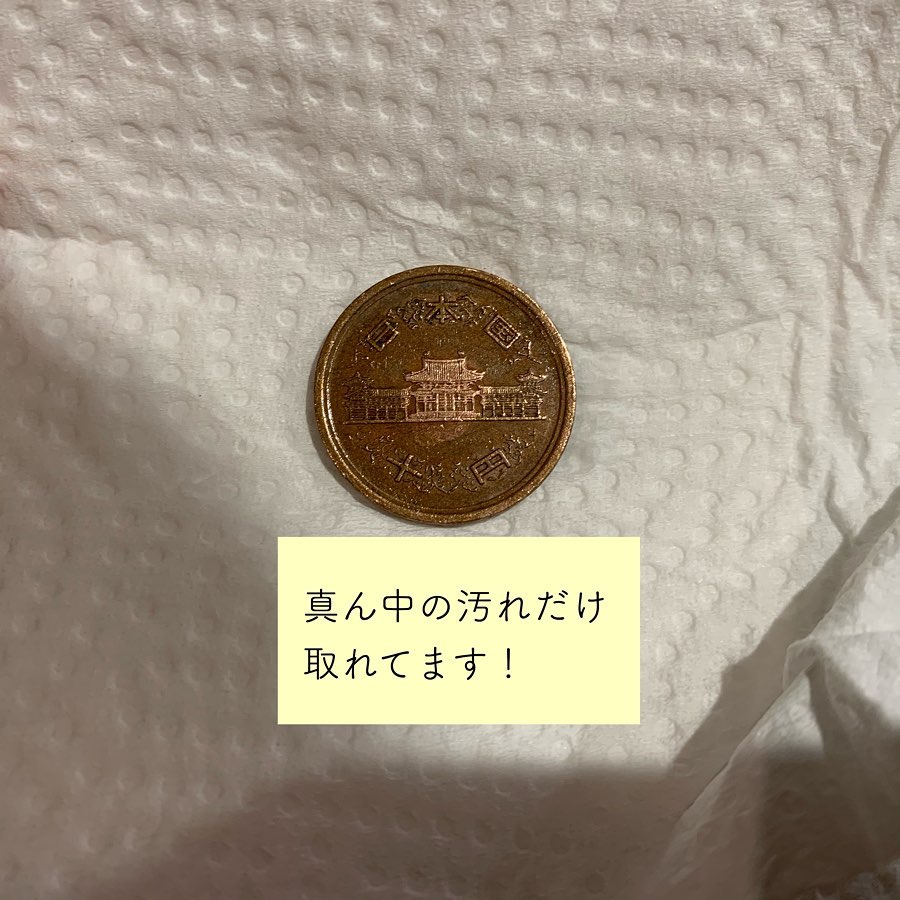 日本国
十円
真ん中の汚れだけ
取れてます！